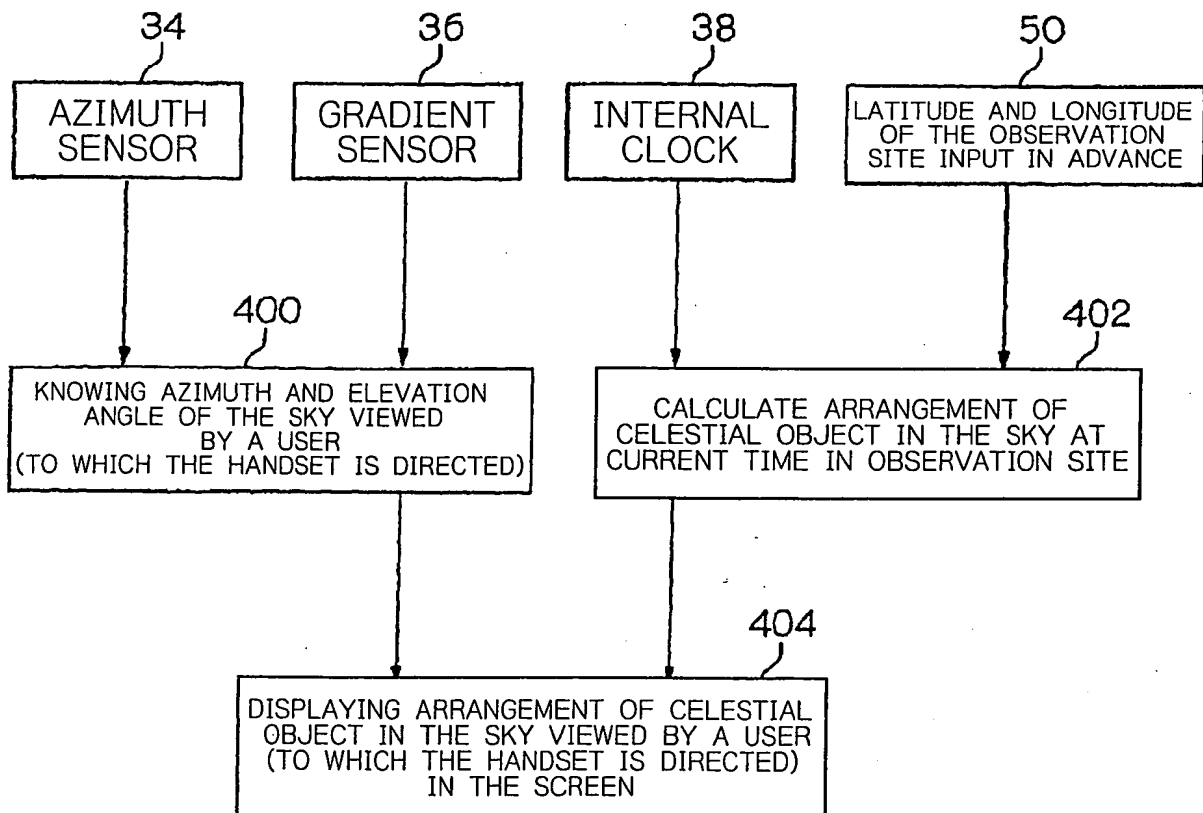 34
36
38
50
AZIMUTH
SENSOR
GRADIENT
SENSOR
INTERNAL
CLOCK
LATITUDE AND LONGITUDE
OF THE OBSERVATION
SITE INPUT IN ADVANCE
400
402
KNOWING AZIMUTH AND ELEVATION
ANGLE OF THE SKY VIEWED
BY A USER
(TO WHICH THE HANDSET IS DIRECTED)
CALCULATE ARRANGEMENT OF
CELESTIAL OBJECT IN THE SKY AT
CURRENT TIME IN OBSERVATION SITE
404
DISPLAYING ARRANGEMENT OF CELESTIAL
OBJECT IN THE SKY VIEWED BY A USER
(TO WHICH THE HANDSET IS DIRECTED)
IN THE SCREEN